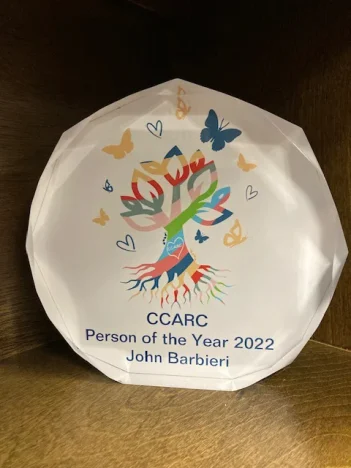 CCARC
Person of the Year 2022
John Barbieri